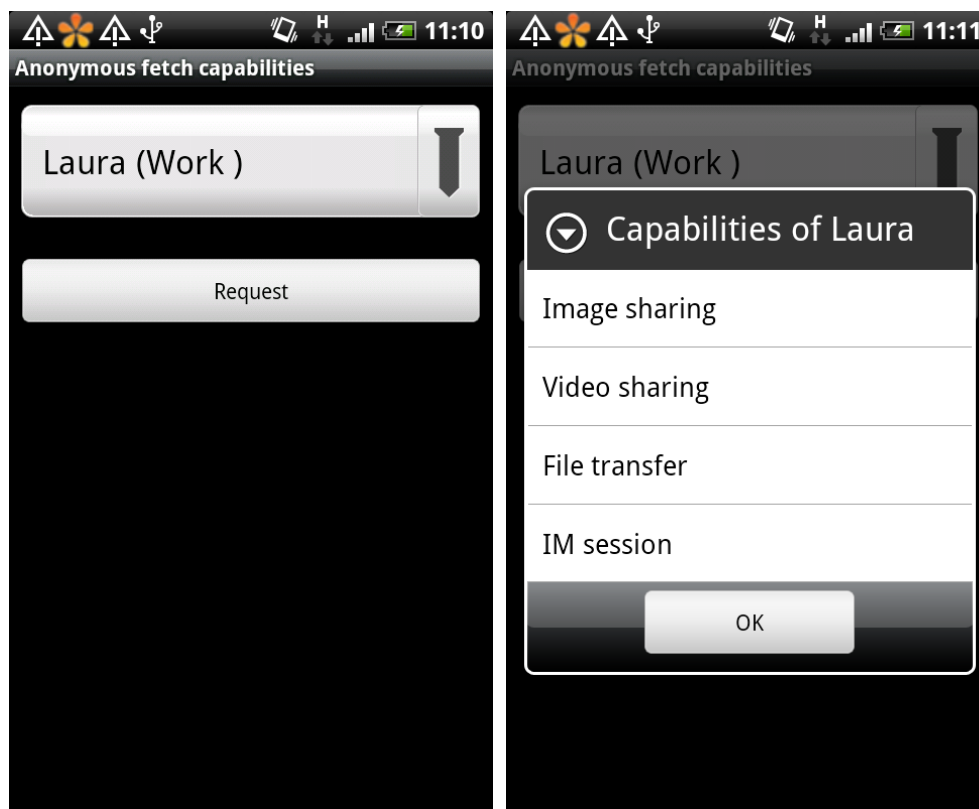 H
11:10
Anonymous fetch capabilities
Laura (Work )
Request
H
11:11
Anonymous fetch capabilities
Laura (Work )
Capabilities of Laura
Image sharing
Video sharing
File transfer
IM session
OK